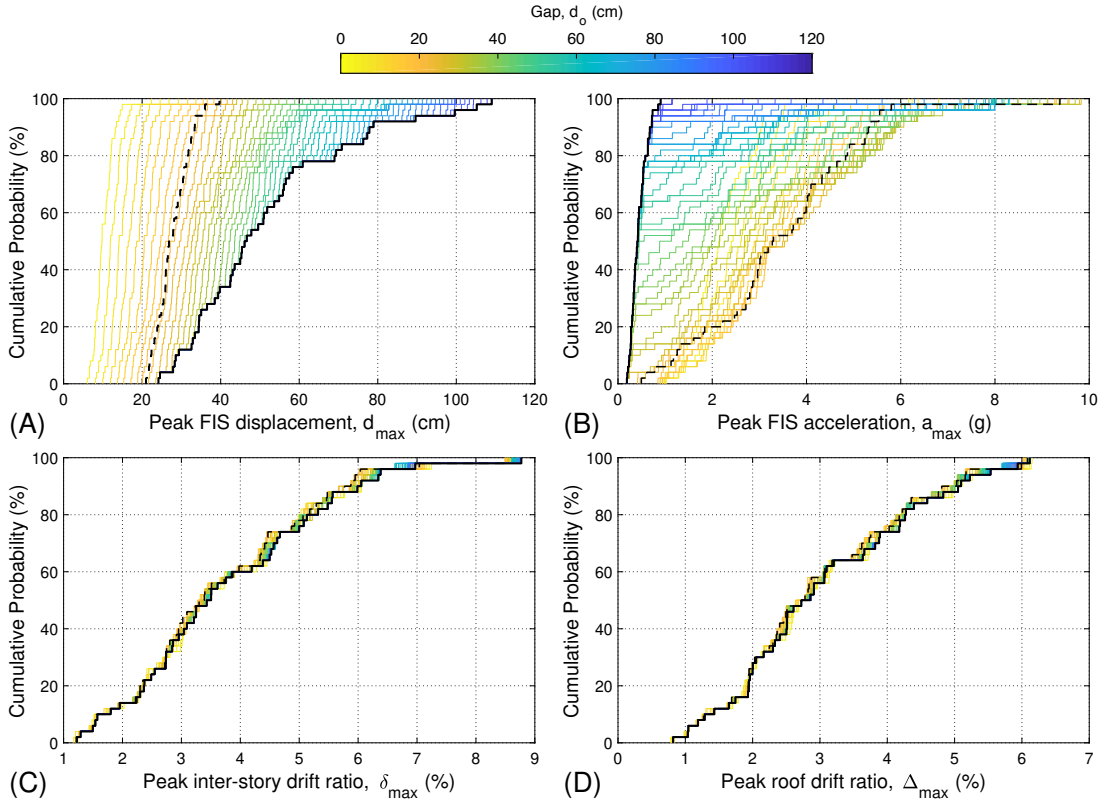 Gap, d_o (cm)
0 20 40 60 80 100 120
100
80
60
40
20
0
Cumulative Probability (%)
0 20 40 60 80 100 120
(A) Peak FIS displacement, d_max (cm)
100
80
60
40
20
0
Cumulative Probability (%)
0 2 4 6 8 10
(B) Peak FIS acceleration, a_max (g)
100
80
60
40
20
0
Cumulative Probability (%)
1 2 3 4 5 6 7 8 9
(C) Peak inter-story drift ratio, δ_max (%)
100
80
60
40
20
0
Cumulative Probability (%)
0 1 2 3 4 5 6 7
(D) Peak roof drift ratio, Δ_max (%)